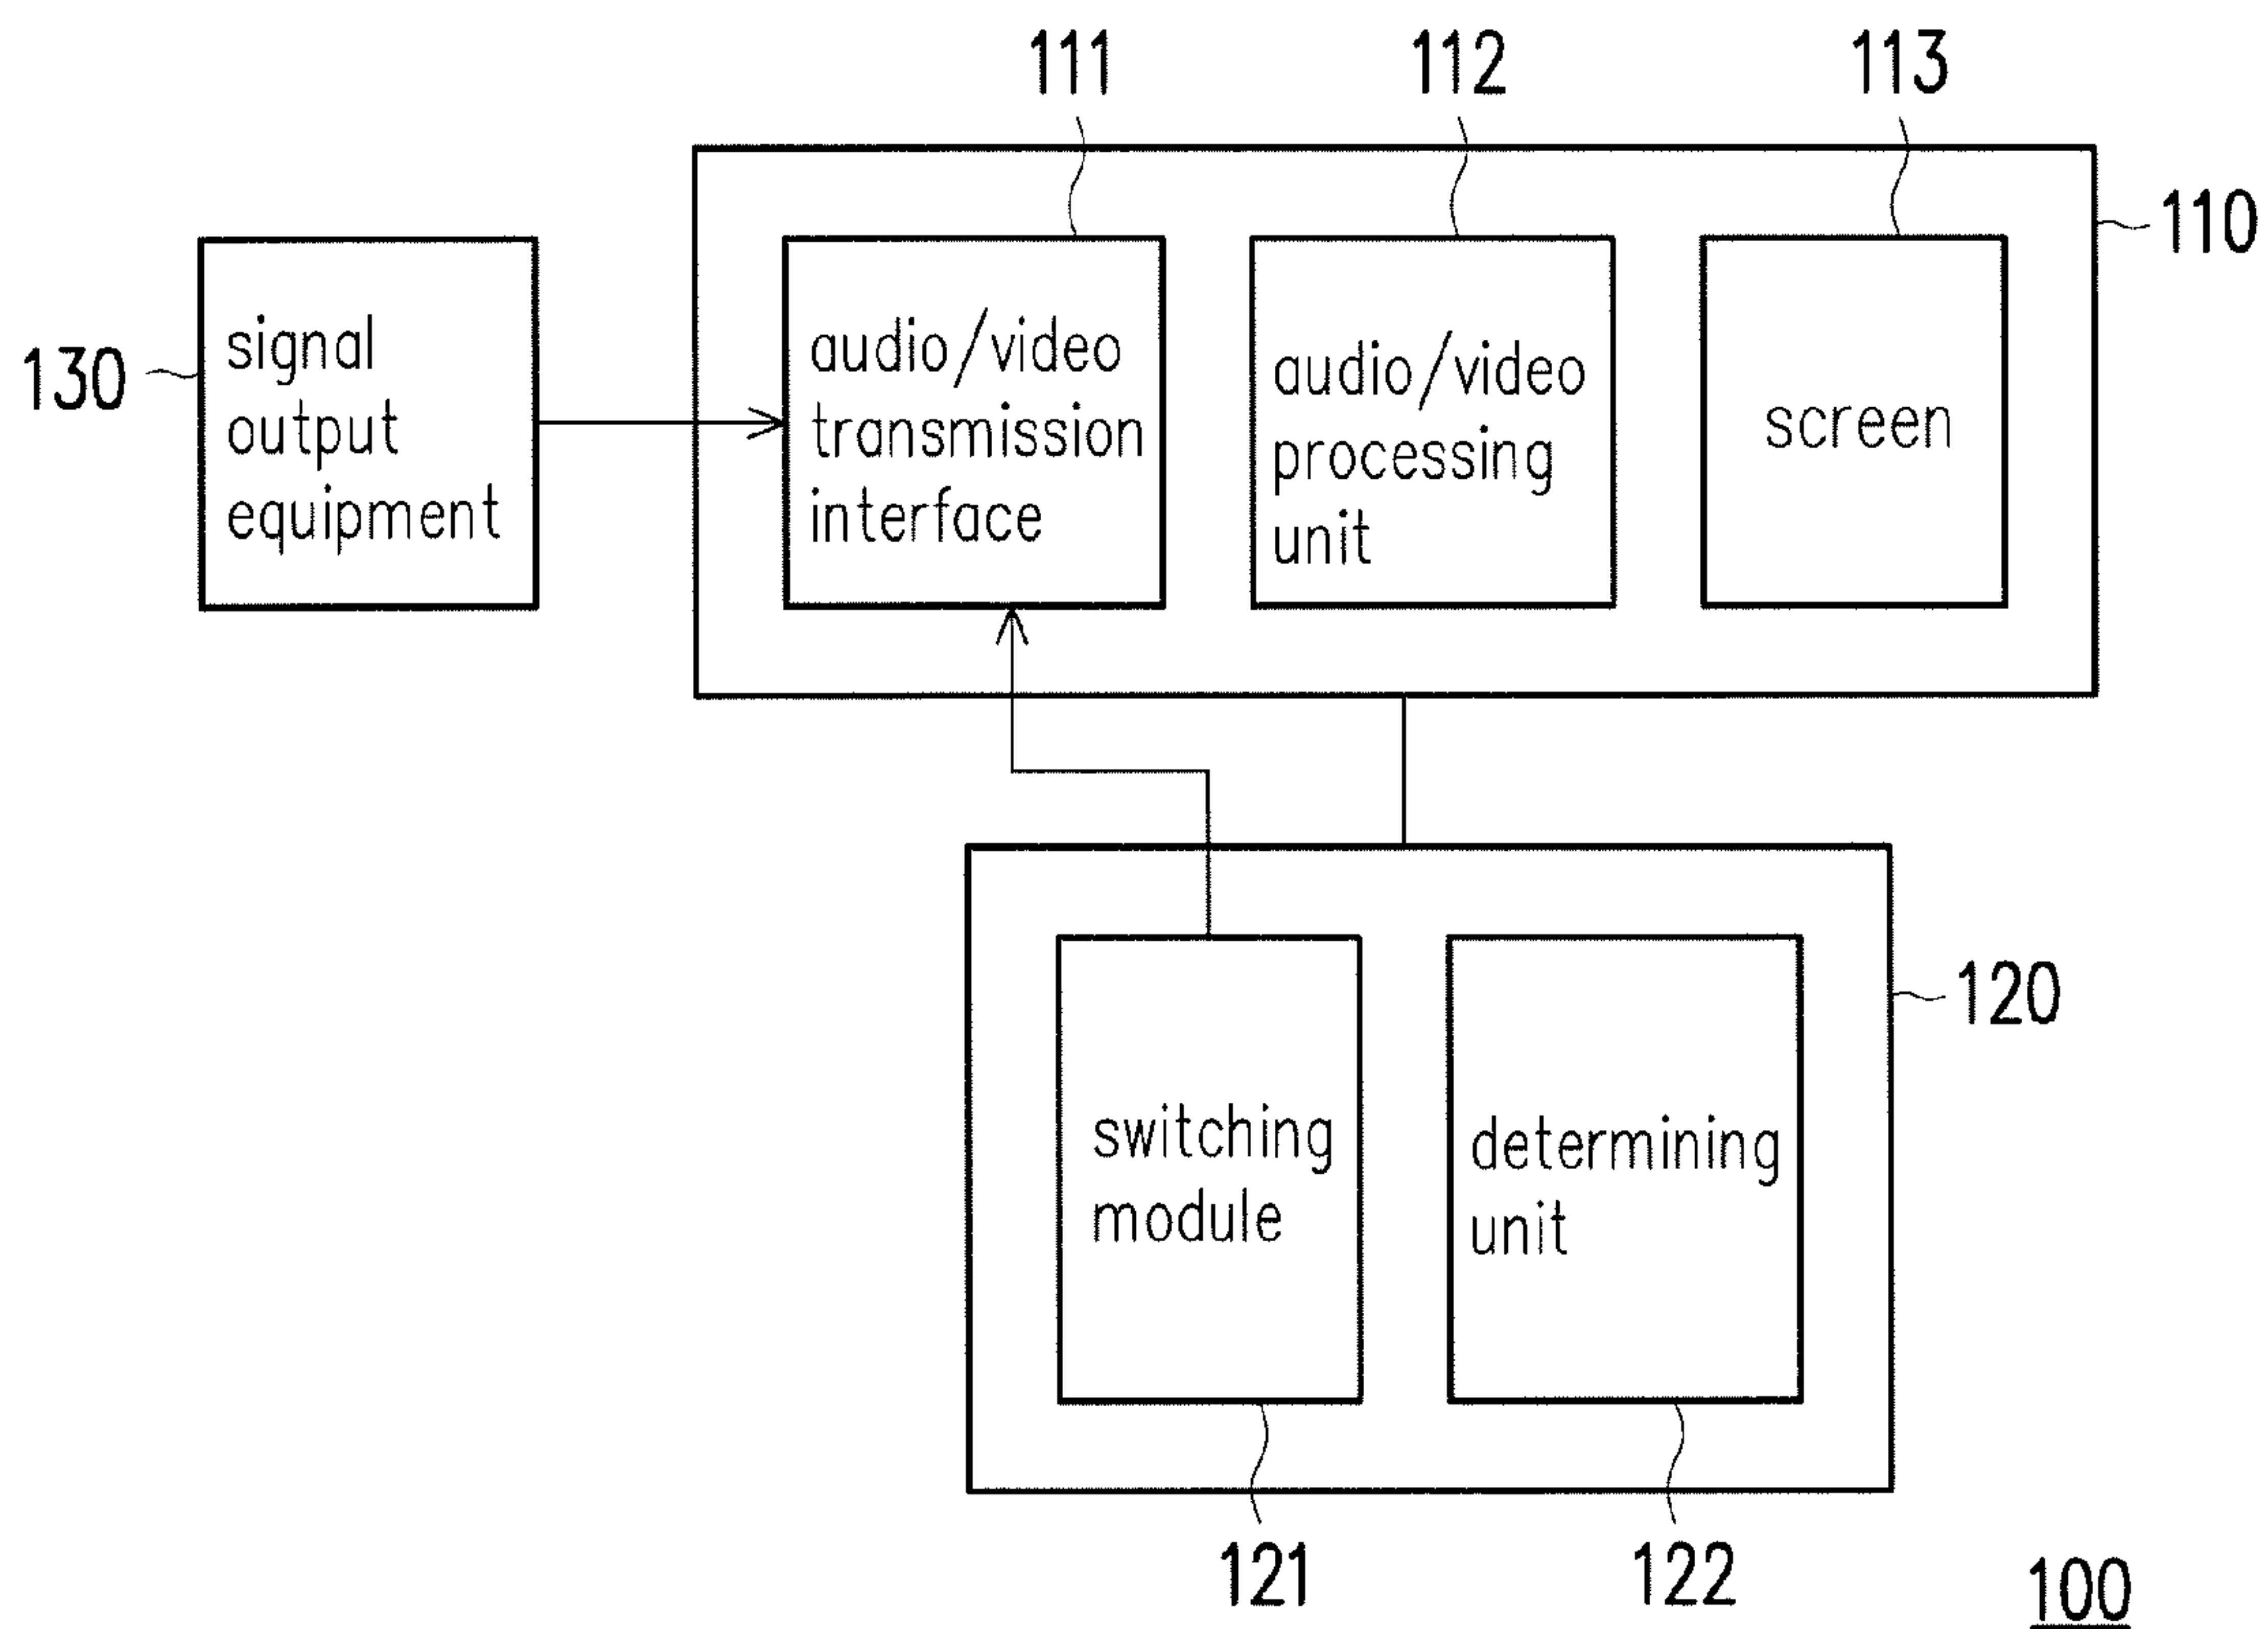 111
112
113
110
130
signal
output
equipment
audio/video
transmission
interface
audio/video
processing
unit
screen
120
switching
module
determining
unit
121
122
100